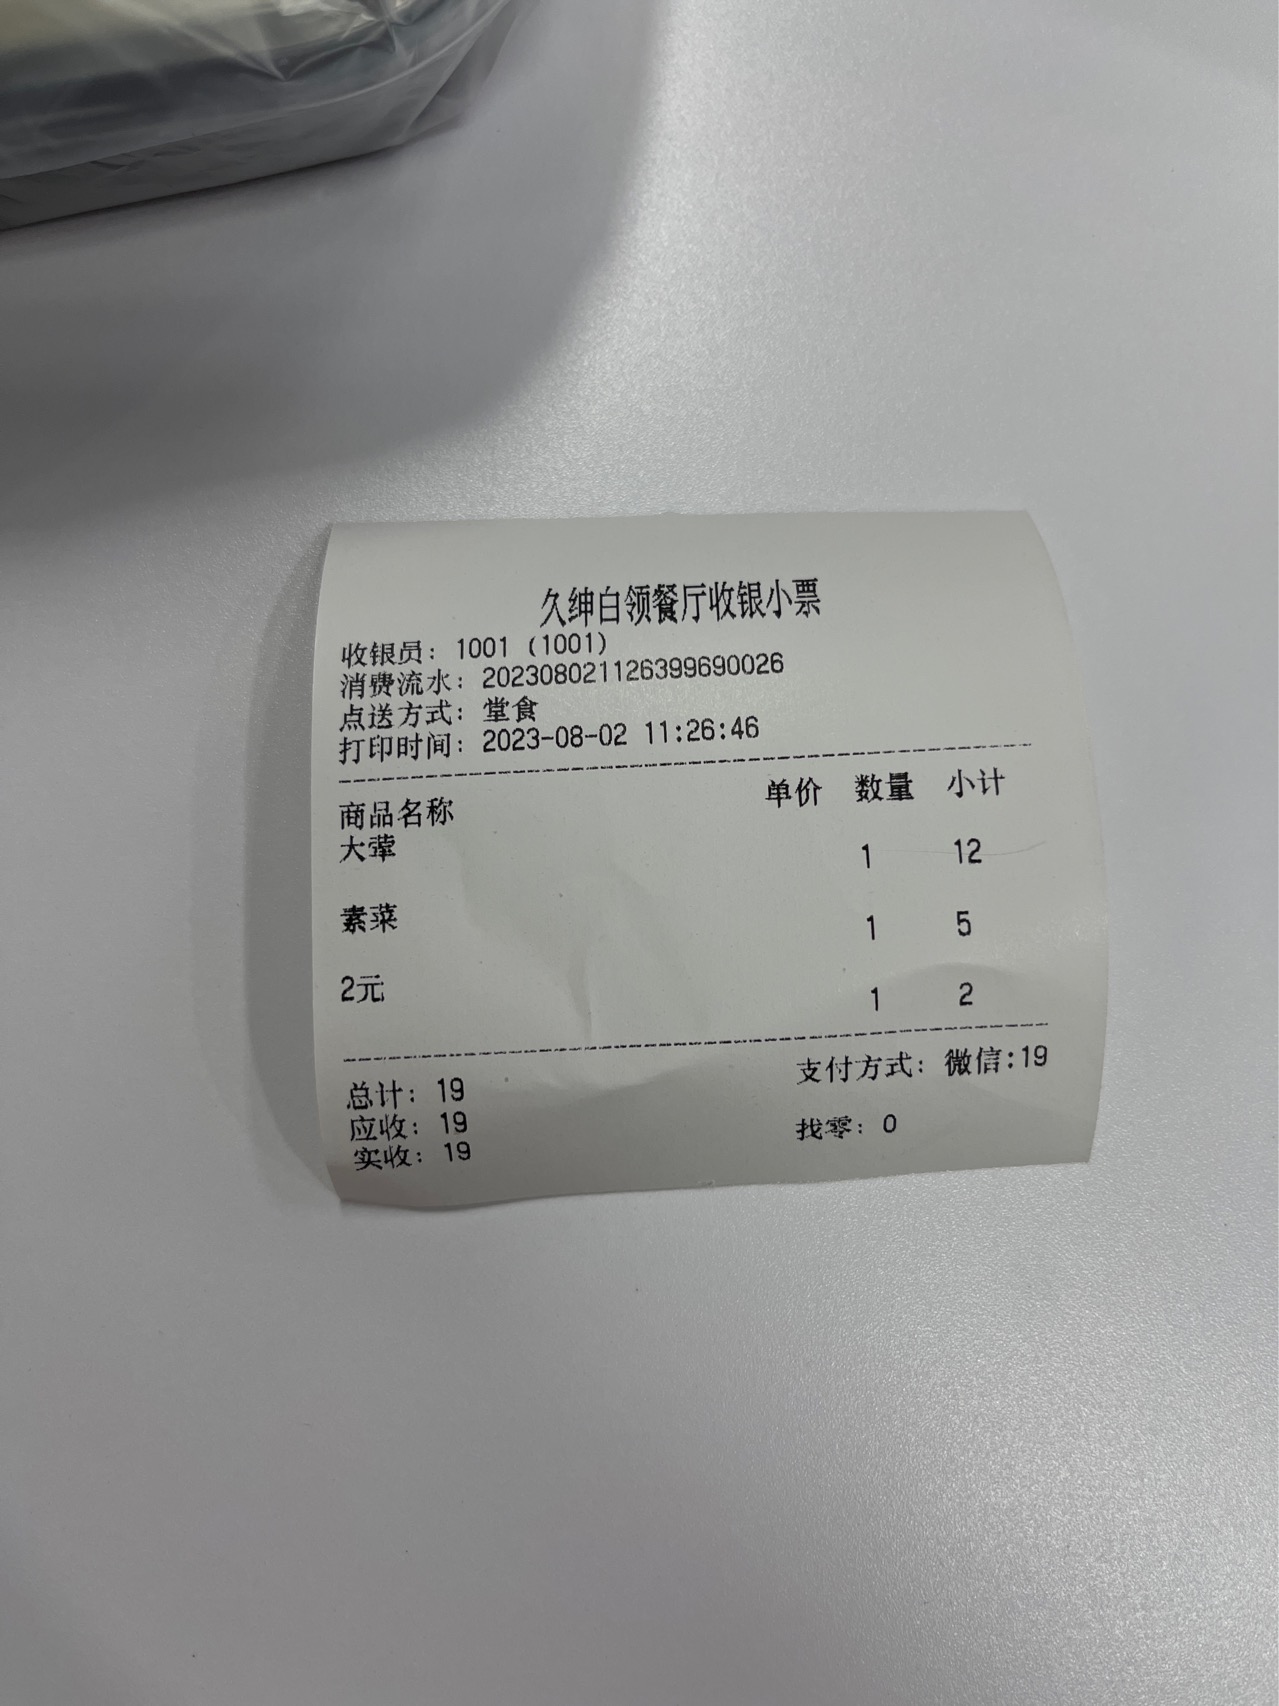 久绅白领餐厅收银小票
收银员: 1001 (1001)
消费流水: 202308021126399690026
点送方式: 堂食
打印时间: 2023-08-02 11:26:46
商品名称 单价 数量 小计
大荤 1 12
素菜 1 5
2元 1 2
总计: 19 支付方式: 微信:19
应收: 19 找零: 0
实收: 19